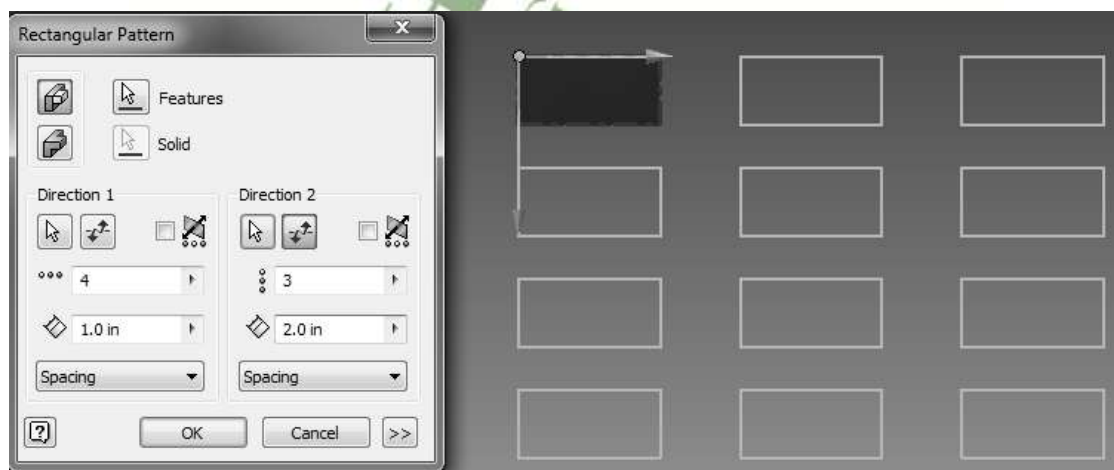 Rectangular Pattern
Features
Solid
Direction 1
Direction 2
4
3
1.0 in
2.0 in
Spacing
Spacing
?
OK
Cancel
>>